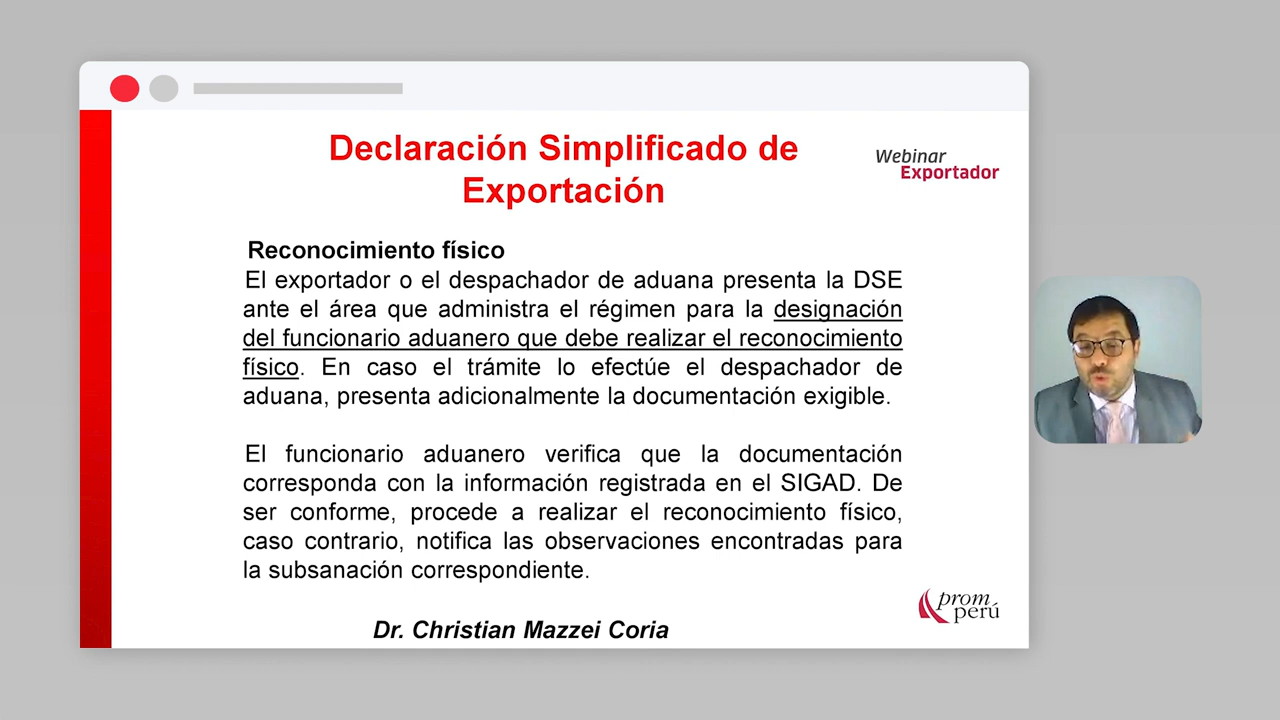 Declaración Simplificado de
Exportación
Webinar
Exportador
Reconocimiento físico
El exportador o el despachador de aduana presenta la DSE
ante el área que administra el régimen para la designación
del funcionario aduanero que debe realizar el reconocimiento
físico. En caso el trámite lo efectúe el despachador de
aduana, presenta adicionalmente la documentación exigible.
El funcionario aduanero verifica que la documentación
corresponda con la información registrada en el SIGAD. De
ser conforme, procede a realizar el reconocimiento físico,
caso contrario, notifica las observaciones encontradas para
la subsanación correspondiente.
prom
perú
Dr. Christian Mazzei Coria